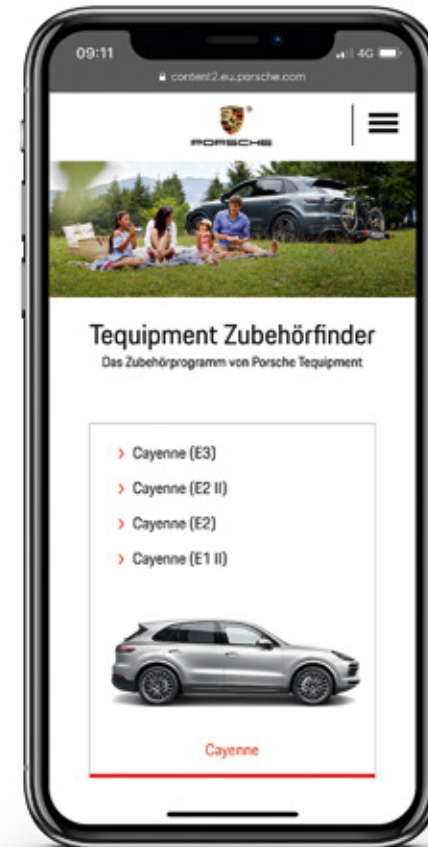 09:11
4G
content2.eu.porsche.com
PORSCHE
Tequipment Zubehörfinder
Das Zubehörprogramm von Porsche Tequipment
Cayenne (E3)
Cayenne (E2 II)
Cayenne (E2)
Cayenne (E1 II)
Cayenne